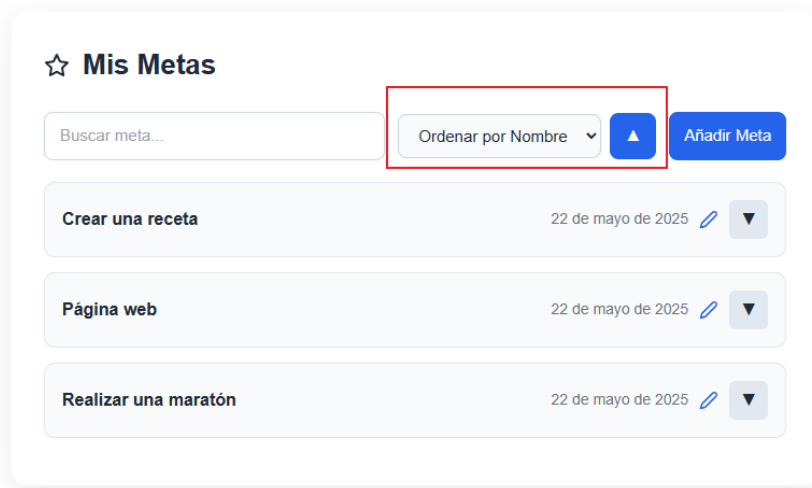 Mis Metas
Buscar meta... Ordenar por Nombre ▲ Añadir Meta
Crear una receta 22 de mayo de 2025 ▼
Página web 22 de mayo de 2025 ▼
Realizar una maratón 22 de mayo de 2025 ▼